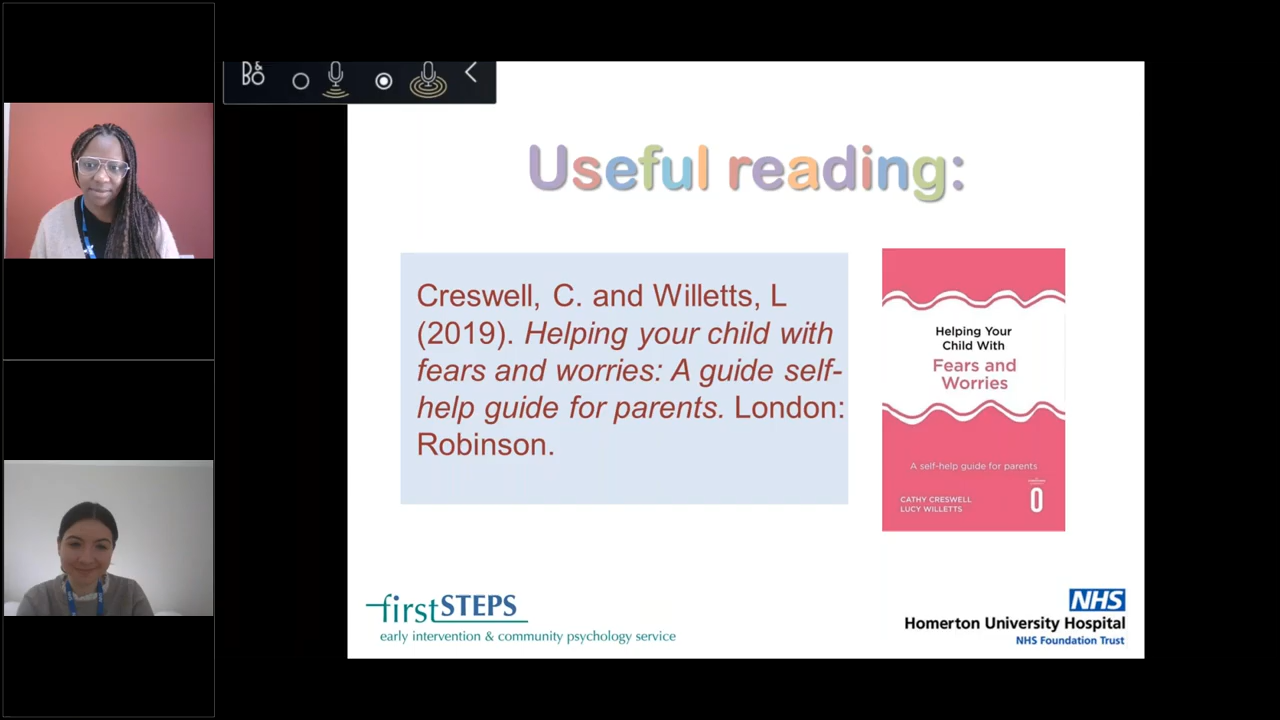 B&O
Useful reading:
Creswell, C. and Willetts, L
(2019). Helping your child with
fears and worries: A guide self-
help guide for parents. London:
Robinson.
Helping Your
Child With
Fears and
Worries
A self-help guide for parents
CATHY CRESWELL
LUCY WILLETTS
firstSTEPS
early intervention & community psychology service
NHS
Homerton University Hospital
NHS Foundation Trust